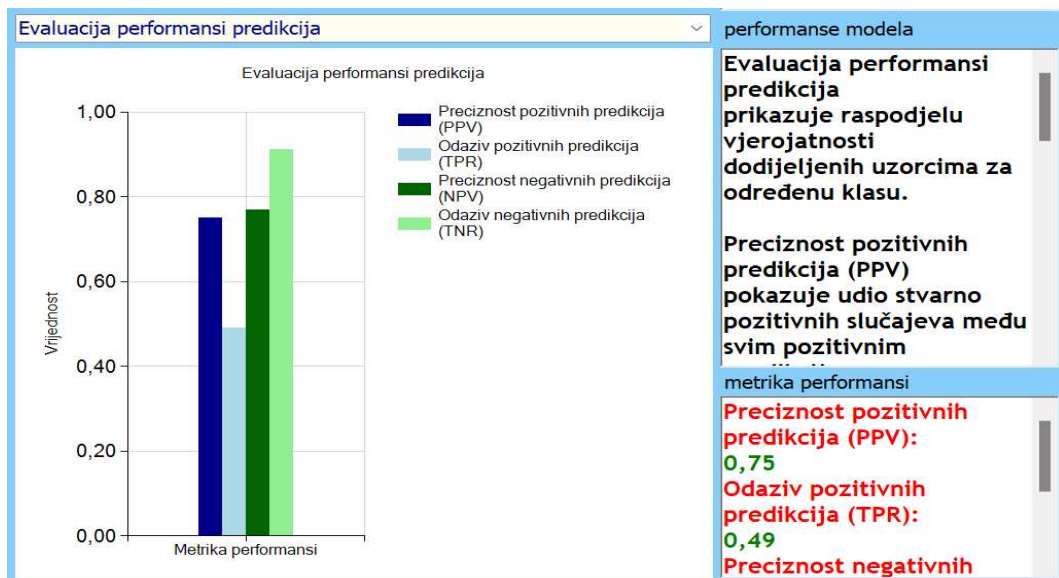 Evaluacija performansi predikcija
Evaluacija performansi predikcija
1,00
0,80
0,60
0,40
0,20
0,00
Vrijednost
Metrika performansi
Preciznost pozitivnih predikcija
(PPV)
Odaziv pozitivnih predikcija
(TPR)
Preciznost negativnih predikcija
(NPV)
Odaziv negativnih predikcija
(TNR)
performanse modela
Evaluacija performansi
predikcija
prikazuje raspodjelu
vjerojatnosti
dodijeljenih uzorcima za
određenu klasu.
Preciznost pozitivnih
predikcija (PPV)
pokazuje udio stvarno
pozitivnih slučajeva među
svim pozitivnim
metrika performansi
Preciznost pozitivnih
predikcija (PPV):
0,75
Odaziv pozitivnih
predikcija (TPR):
0,49
Preciznost negativnih